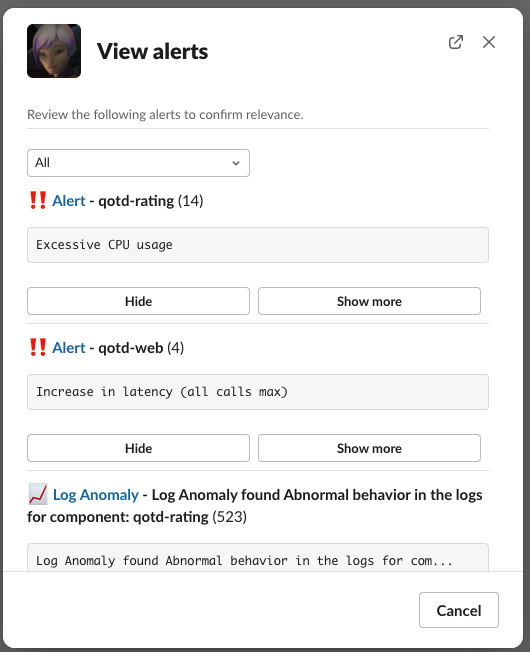 View alerts
Review the following alerts to confirm relevance.
All
‼ Alert - qotd-rating (14)
Excessive CPU usage
Hide
Show more
‼ Alert - qotd-web (4)
Increase in latency (all calls max)
Hide
Show more
Log Anomaly - Log Anomaly found Abnormal behavior in the logs
for component: qotd-rating (523)
Log Anomaly found Abnormal behavior in the logs for com...
Cancel